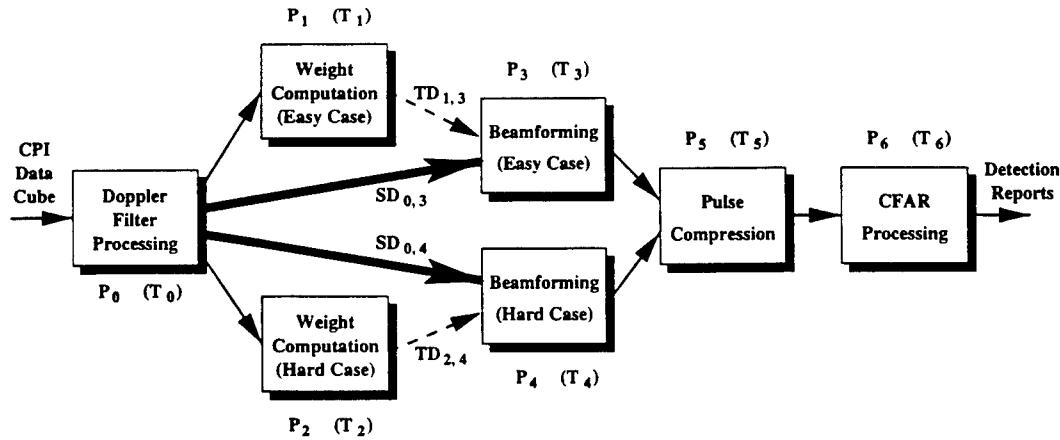 P1 (T1)
Weight
Computation
(Easy Case)
TD1,3
P3 (T3)
Beamforming
(Easy Case)
CPI
Data
Cube
Doppler
Filter
Processing
P0 (T0)
SD0,3
SD0,4
P5 (T5)
Pulse
Compression
P6 (T6)
CFAR
Processing
Detection
Reports
Beamforming
(Hard Case)
P4 (T4)
Weight
Computation
(Hard Case)
TD2,4
P2 (T2)